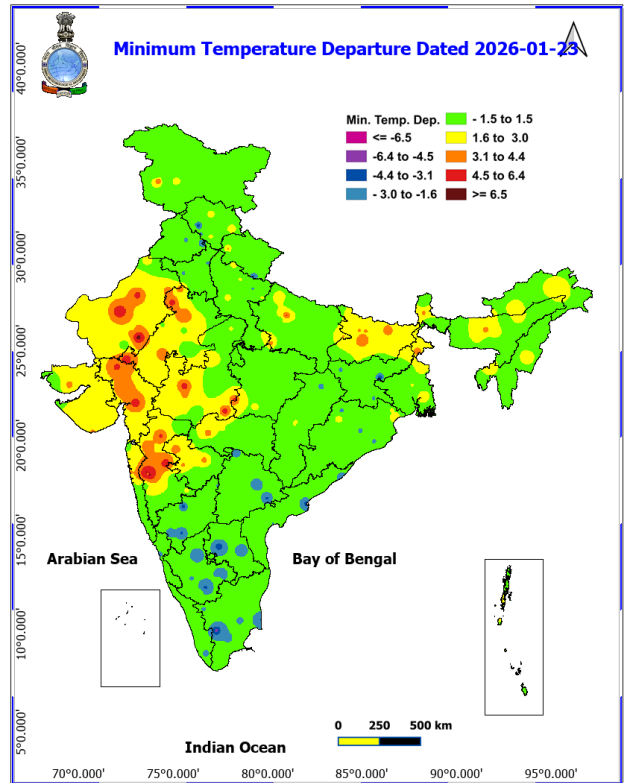 Minimum Temperature Departure Dated 2026-01-23
Min. Temp. Dep.
<= -6.5
-6.4 to -4.5
-4.4 to -3.1
- 3.0 to -1.6
- 1.5 to 1.5
1.6 to 3.0
3.1 to 4.4
4.5 to 6.4
>= 6.5
40°0.000'
35°0.000'
30°0.000'
25°0.000'
20°0.000'
15°0.000'
10°0.000'
5°0.000'
Arabian Sea
Bay of Bengal
0 250 500 km
Indian Ocean
70°0.000' 75°0.000' 80°0.000' 85°0.000' 90°0.000' 95°0.000'